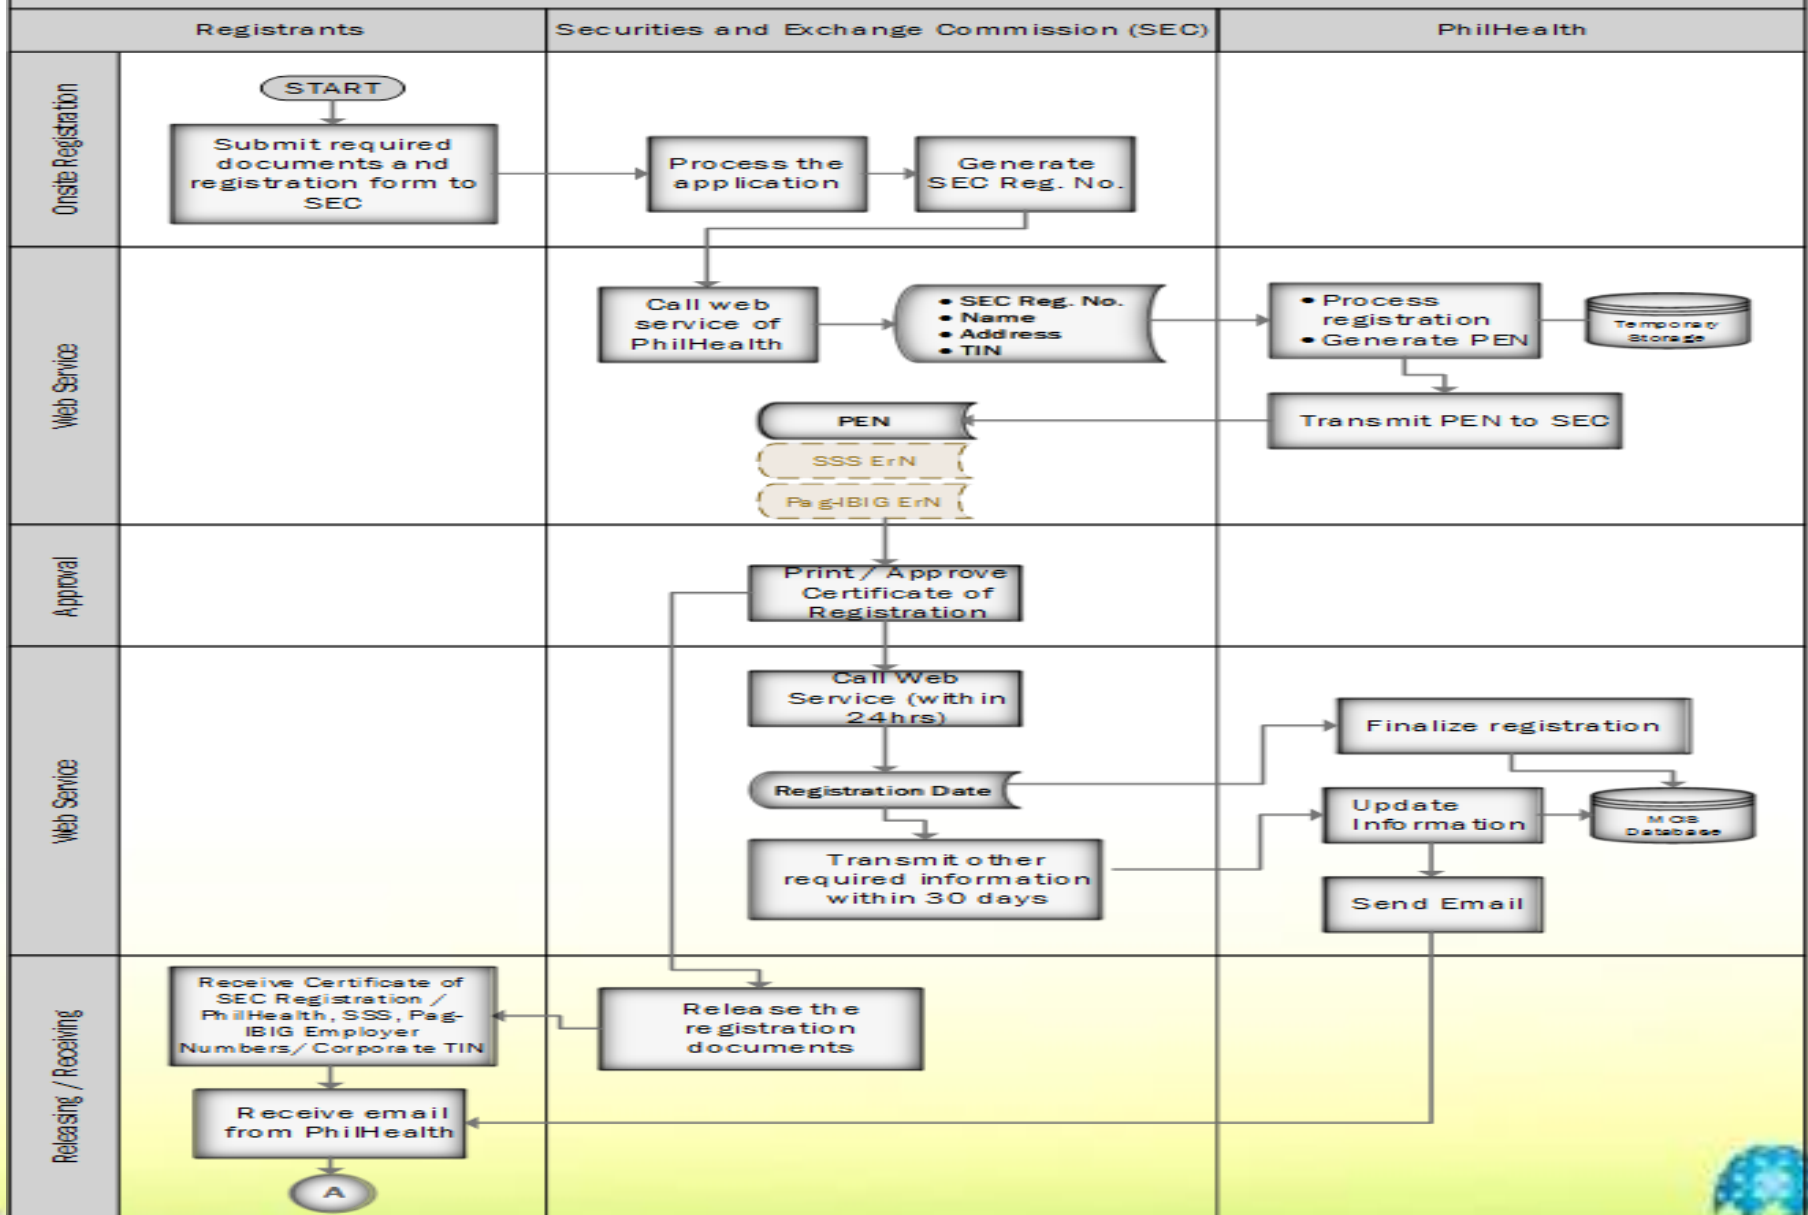 Registrants
Securities and Exchange Commission (SEC)
PhilHealth
Onsite Registration
START
Submit required
documents and
registration form to
SEC
Process the
application
Generate
SEC Reg. No.
Web Service
Call web
service of
PhilHealth
• SEC Reg. No.
• Name
• Address
• TIN
• Process
registration
• Generate PEN
Temporary
Storage
PEN
Transmit PEN to SEC
SSS ErN
Pag-IBIG ErN
Approval
Print / Approve
Certificate of
Registration
Web Service
Call Web
Service (within
24hrs)
Finalize registration
Registration Date
Update
Information
Database
Transmit other
required information
within 30 days
Send Email
Releasing / Receiving
Receive Certificate of
SEC Registration /
PhilHealth, SSS, Pag-
IBIG Employer
Numbers/ Corporate TIN
Release the
registration
documents
Receive email
from PhilHealth
A